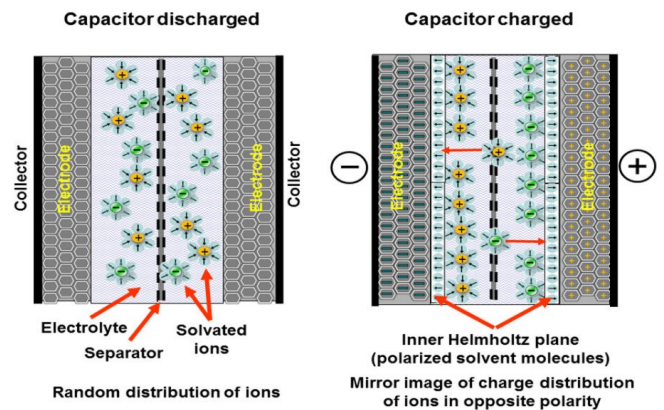 Capacitor discharged
Capacitor charged
Collector
Electrode
Electrode
Collector
Electrode
Electrode
−
+
Electrolyte
Separator
Solvated
ions
Inner Helmholtz plane
(polarized solvent molecules)
Random distribution of ions
Mirror image of charge distribution
of ions in opposite polarity